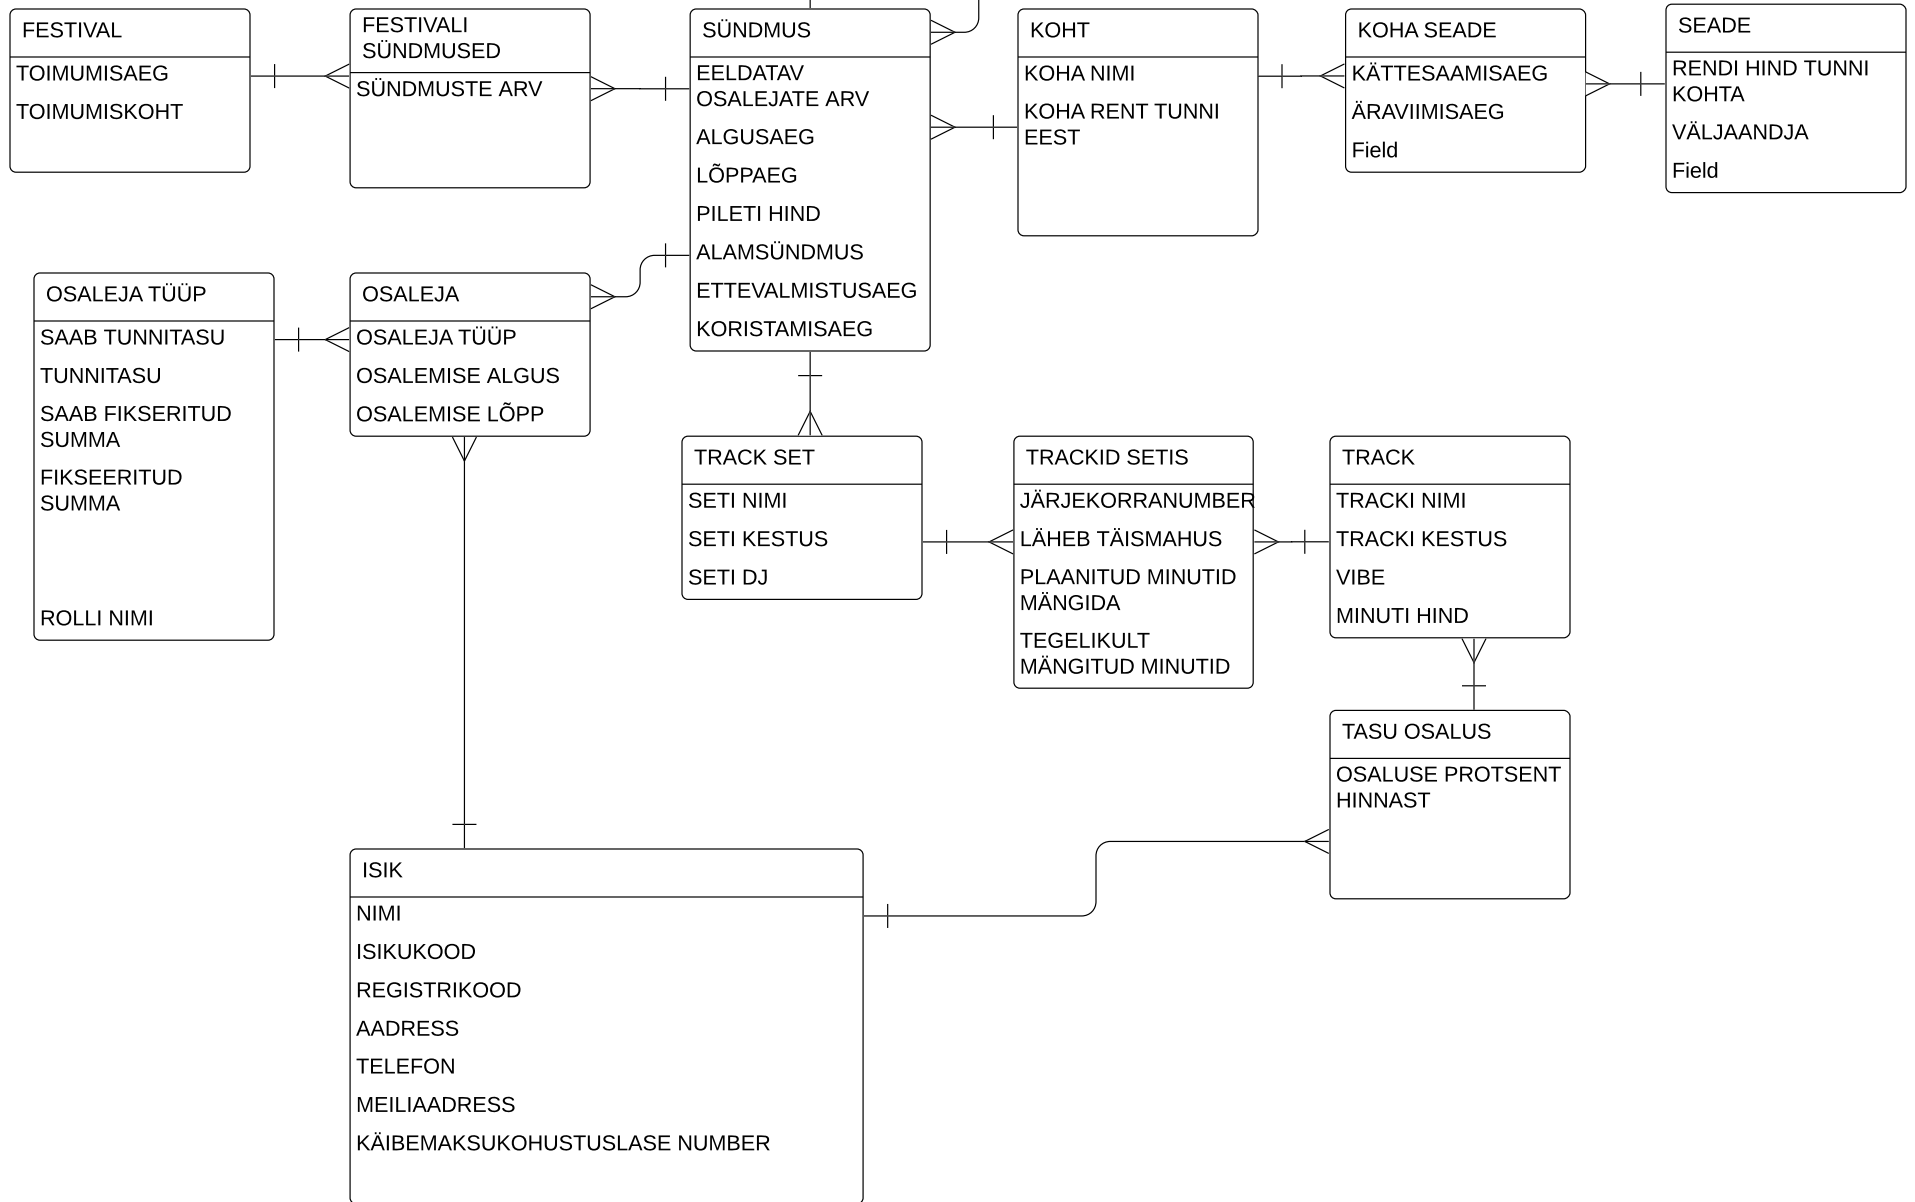 FESTIVAL
TOIMUMISAEG
TOIMUMISKOHT
FESTIVALI
SÜNDMUSED
SÜNDMUSTE ARV
SÜNDMUS
EELDATAV
OSALEJATE ARV
ALGUSAEG
LÕPPAEG
PILETI HIND
ALAMSÜNDMUS
ETTEVALMISTUSAEG
KORISTAMISAEG
KOHT
KOHA NIMI
KOHA RENT TUNNI
EEST
KOHA SEADE
KÄTTESAAMISAEG
ÄRAVIIMISAEG
Field
SEADE
RENDI HIND TUNNI
KOHTA
VÄLJAANDJA
Field
OSALEJA TÜÜP
SAAB TUNNITASU
TUNNITASU
SAAB FIKSERITUD
SUMMA
FIKSEERITUD
SUMMA
ROLLI NIMI
OSALEJA
OSALEJA TÜÜP
OSALEMISE ALGUS
OSALEMISE LÕPP
TRACK SET
SETI NIMI
SETI KESTUS
SETI DJ
TRACKID SETIS
JÄRJEKORRANUMBER
LÄHEB TÄISMAHUS
PLAANITUD MINUTID
MÄNGIDA
TEGELIKULT
MÄNGITUD MINUTID
TRACK
TRACKI NIMI
TRACKI KESTUS
VIBE
MINUTI HIND
TASU OSALUS
OSALUSE PROTSENT
HINNAST
ISIK
NIMI
ISIKUKOOD
REGISTRIKOOD
AADRESS
TELEFON
MEILIAADRESS
KÄIBEMAKSUKOHUSTUSLASE NUMBER